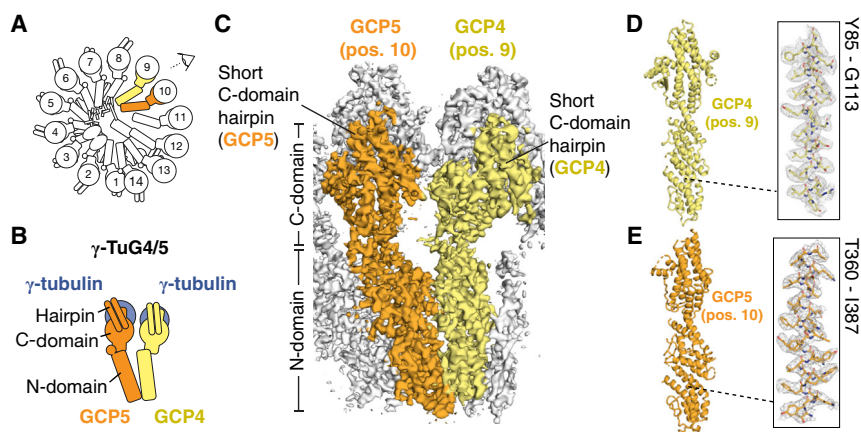 A
7
8
9
10
6
5
4
3
2
1
14
13
12
11
B
γ-TuG4/5
γ-tubulin
γ-tubulin
Hairpin
C-domain
N-domain
GCP5
GCP4
C
GCP5
(pos. 10)
GCP4
(pos. 9)
Short
C-domain
hairpin
(GCP5)
Short
C-domain
hairpin
(GCP4)
C-domain
N-domain
D
GCP4
(pos. 9)
Y85 - G113
E
GCP5
(pos. 10)
T360 - I387